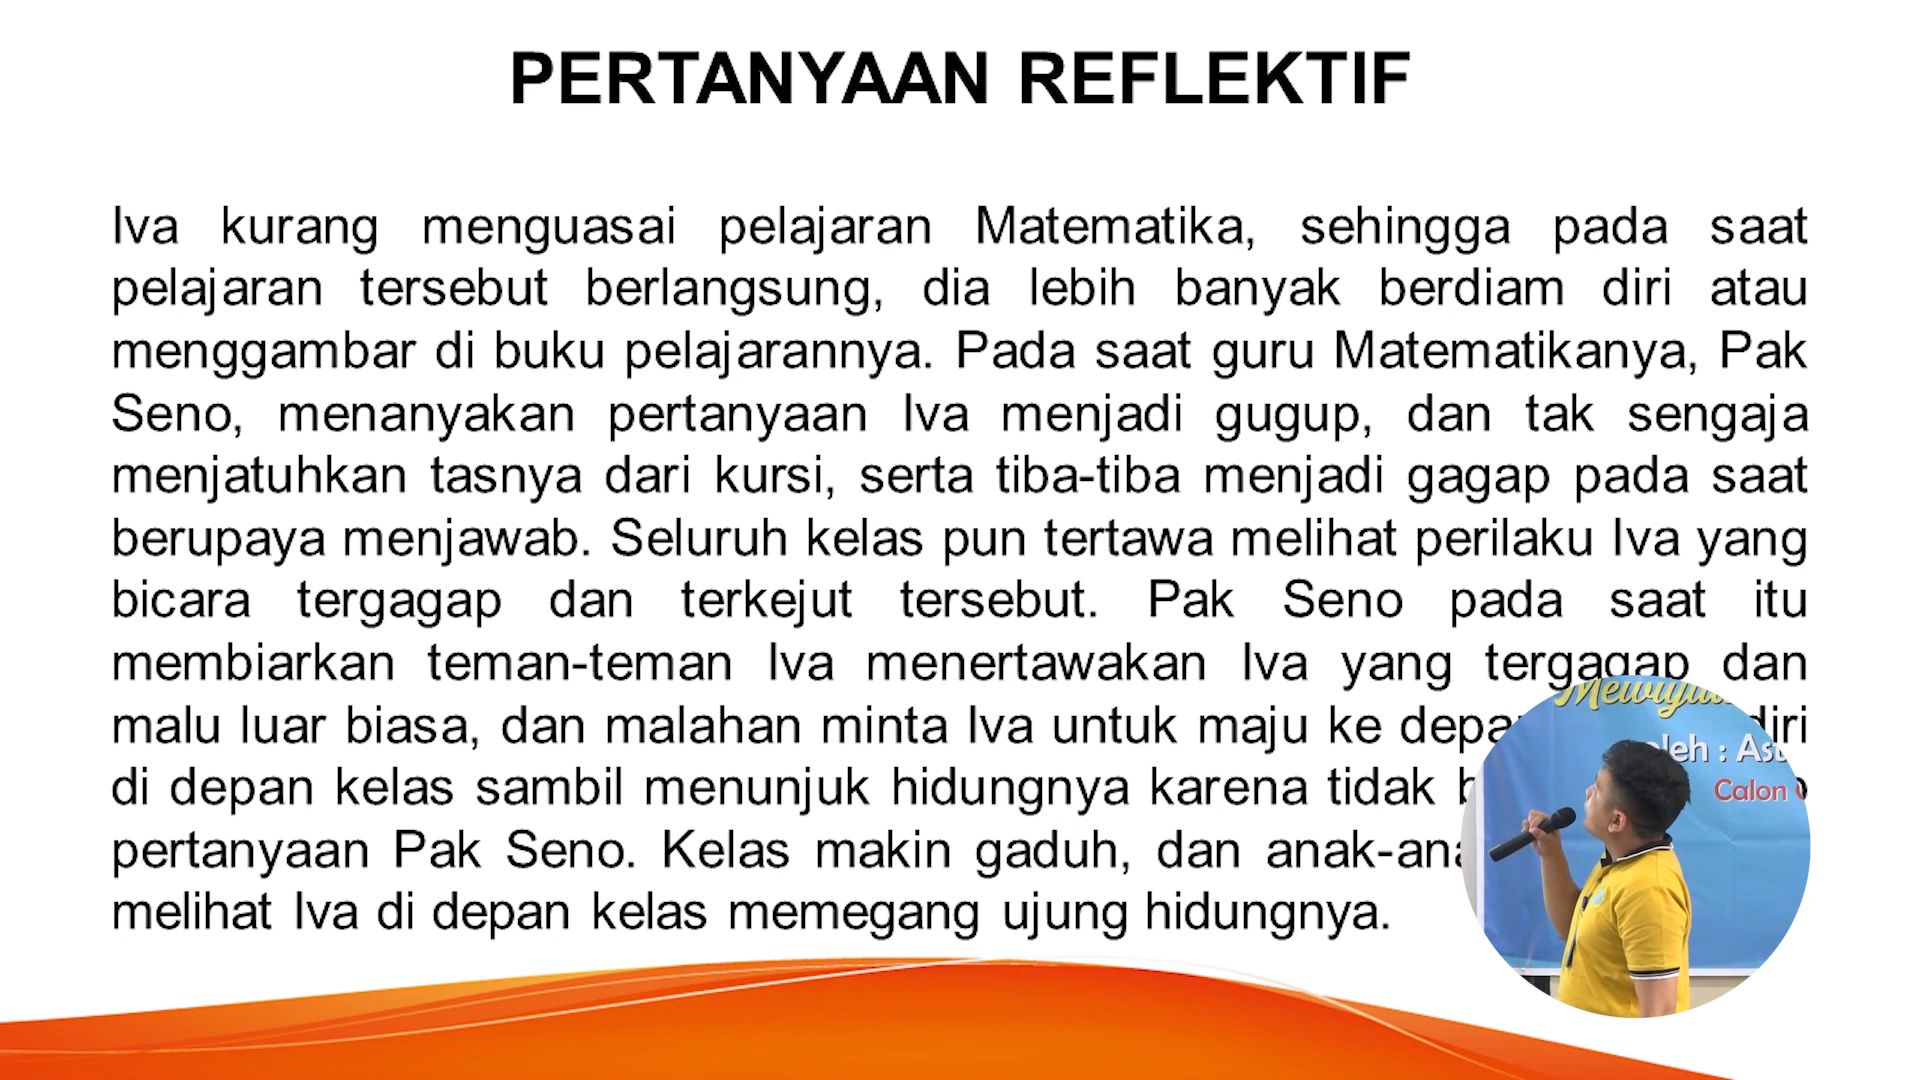 PERTANYAAN REFLEKTIF
Iva kurang menguasai pelajaran Matematika, sehingga pada saat
pelajaran tersebut berlangsung, dia lebih banyak berdiam diri atau
menggambar di buku pelajarannya. Pada saat guru Matematikanya, Pak
Seno, menanyakan pertanyaan Iva menjadi gugup, dan tak sengaja
menjatuhkan tasnya dari kursi, serta tiba-tiba menjadi gagap pada saat
berupaya menjawab. Seluruh kelas pun tertawa melihat perilaku Iva yang
bicara tergagap dan terkejut tersebut. Pak Seno pada saat itu
membiarkan teman-teman Iva menertawakan Iva yang tergagap dan
malu luar biasa, dan malahan minta Iva untuk maju ke
di depan kelas sambil menunjuk hidungnya karena tidak
pertanyaan Pak Seno. Kelas makin gaduh, dan
melihat Iva di depan kelas memegang ujung hidungnya.
oleh :
Calon